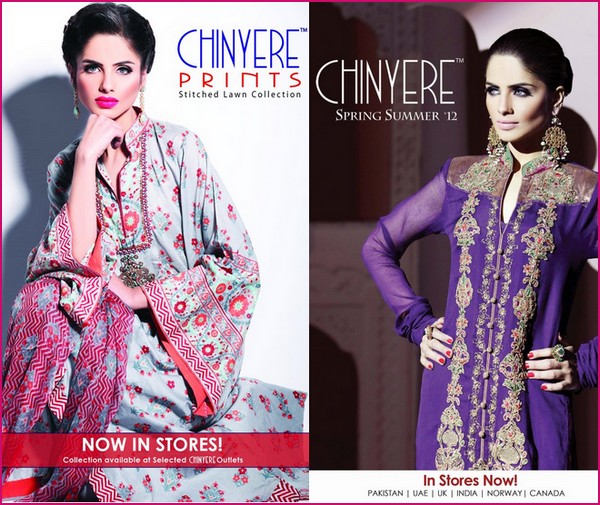 CHINYERE™
PRINTS
Stitched Lawn Collection
NOW IN STORES!
Collection available at Selected CHINYERE Outlets
CHINYERE™
SPRING SUMMER '12
In Stores Now!
PAKISTAN | UAE | UK | INDIA | NORWAY | CANADA